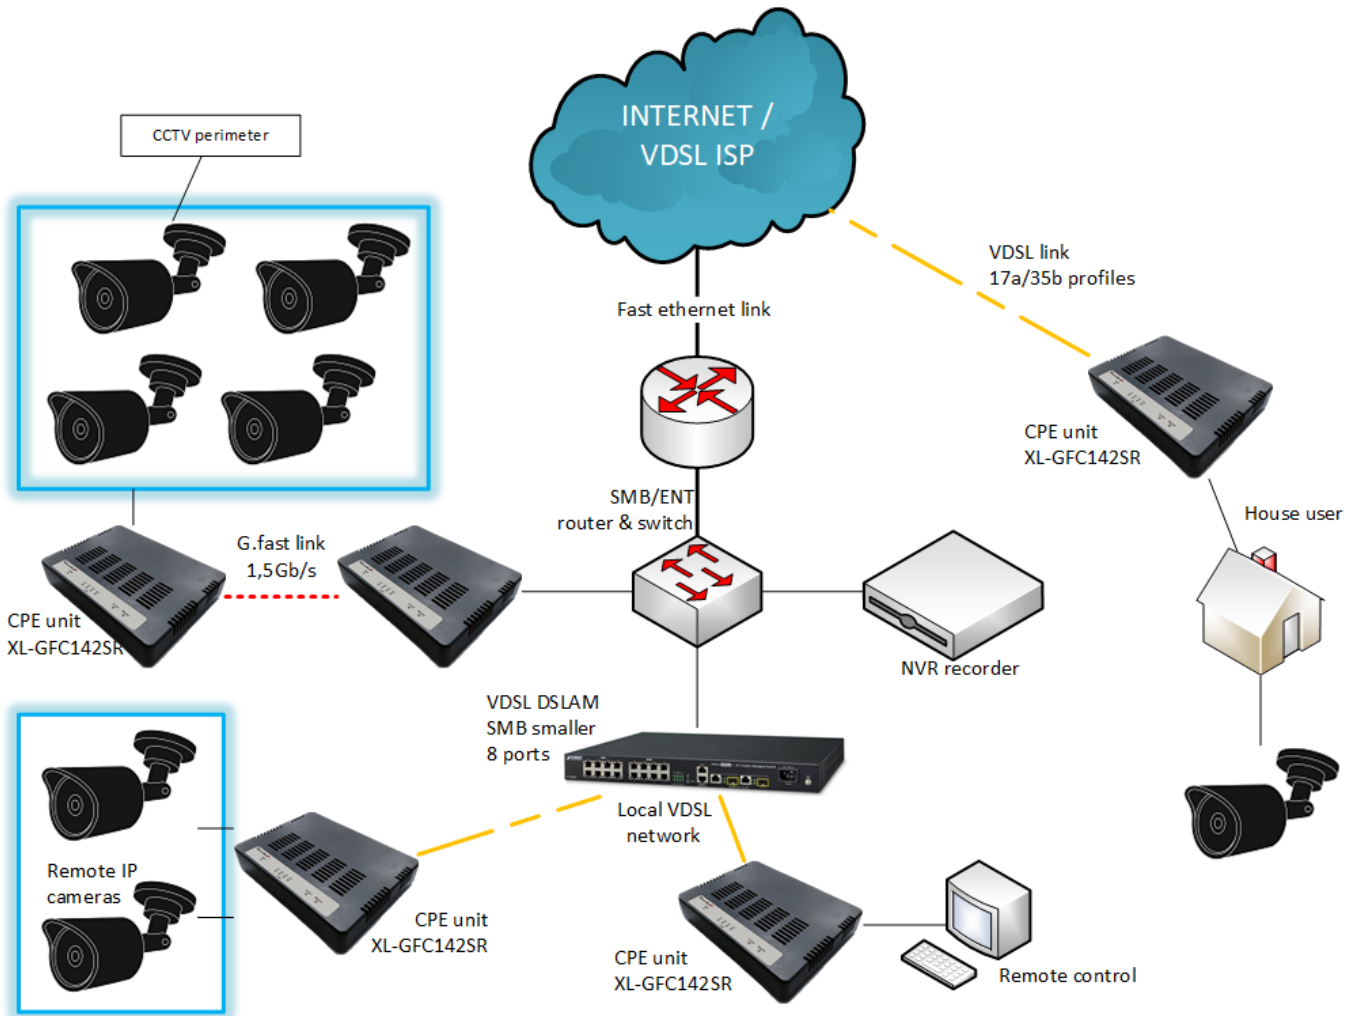 INTERNET /
VDSL ISP
CCTV perimeter
VDSL link
17a/35b profiles
Fast ethernet link
CPE unit
XL-GFC142SR
SMB/ENT
router & switch
House user
G.fast link
1,5Gb/s
CPE unit
XL-GFC142SR
NVR recorder
VDSL DSLAM
SMB smaller
8 ports
Local VDSL
network
Remote IP
cameras
CPE unit
XL-GFC142SR
CPE unit
XL-GFC142SR
Remote control